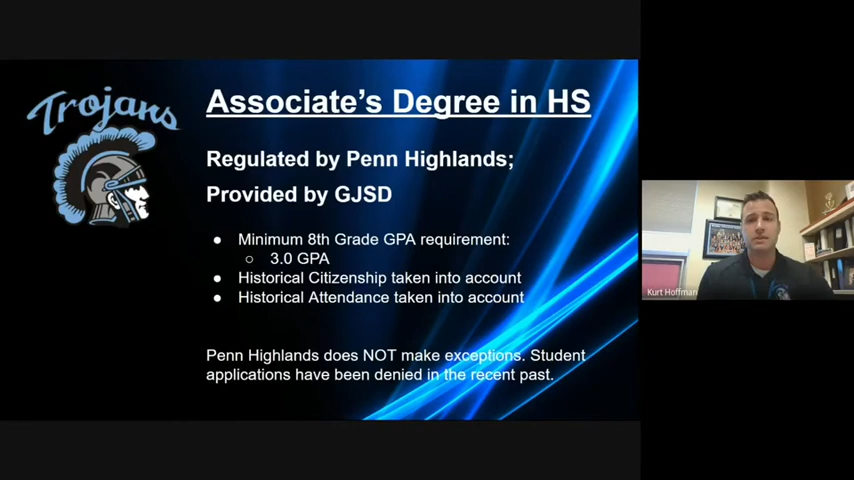 Trojans
Associate's Degree in HS
Regulated by Penn Highlands;
Provided by GJSD
● Minimum 8th Grade GPA requirement:
○ 3.0 GPA
● Historical Citizenship taken into account
● Historical Attendance taken into account
Penn Highlands does NOT make exceptions. Student
applications have been denied in the recent past.
Kurt Hoffman